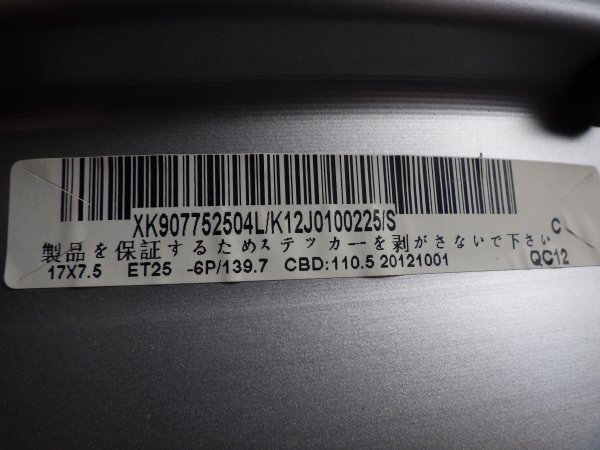 XK907752504L/K12J0100225/S
C
製品を保証するためステッカーを剥がさないで下さい
17X7.5 ET25 -6P/139.7 CBD:110.5 20121001 QC12